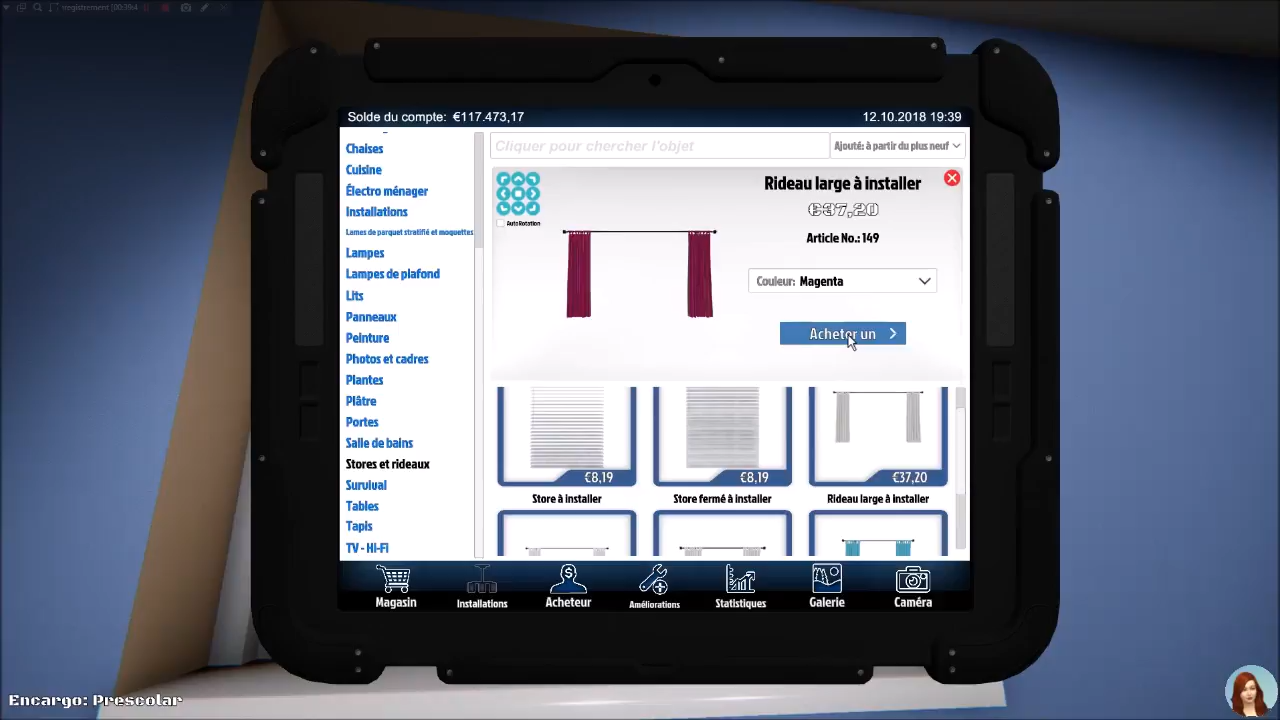 Solde du compte: €117.473,17
12.10.2018 19:39
Chaises
Cuisine
Électro ménager
Installations
Lames de parquet stratifié et moquettes
Lampes
Lampes de plafond
Lits
Panneaux
Peinture
Photos et cadres
Plantes
Plâtre
Portes
Salle de bains
Stores et rideaux
Survival
Tables
Tapis
TV - HI-FI
Cliquer pour chercher l'objet
Ajouté: à partir du plus neuf
AutoRotation
Rideau large à installer
€37,20
Article No.: 149
Couleur: Magenta
Acheter un
€8,19
€8,19
€37,20
Store à installer
Store fermé à installer
Rideau large à installer
Magasin
Installations
Acheteur
Améliorations
Statistiques
Galerie
Caméra
Encargo: Prescolar